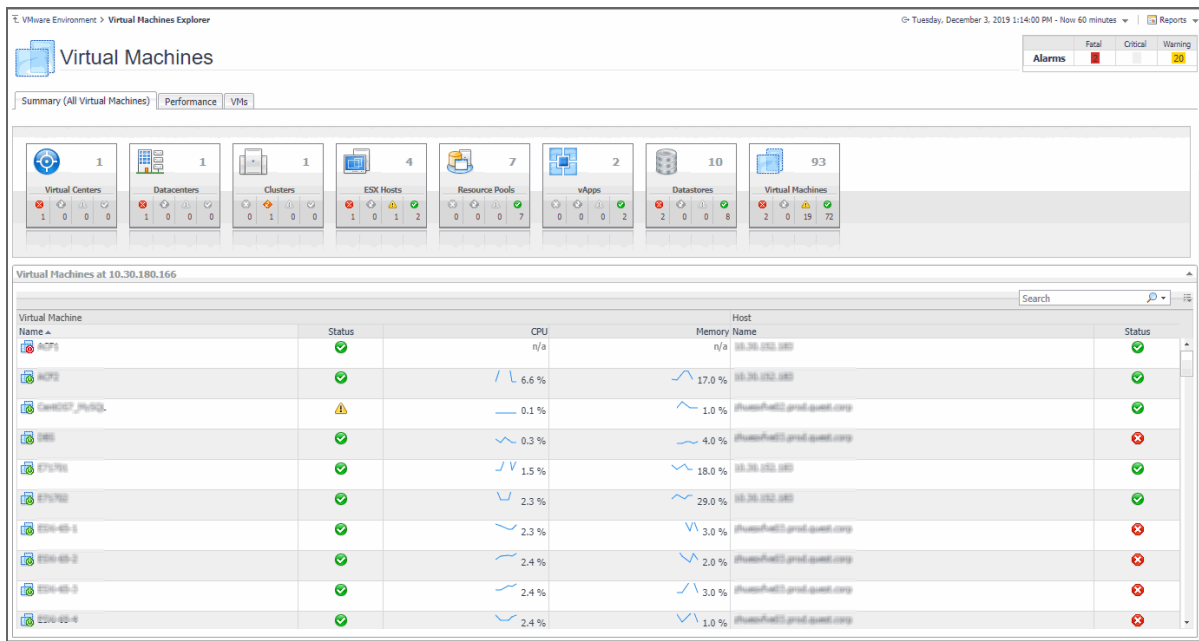 VMware Environment > Virtual Machines Explorer
Tuesday, December 3, 2019 1:14:00 PM - Now 60 minutes | Reports
Virtual Machines
Fatal Critical Warning
Alarms 2 20
Summary (All Virtual Machines) Performance VMs
1 1 1 4 7 2 10 93
Virtual Centers Datacenters Clusters ESX Hosts Resource Pools vApps Datastores Virtual Machines
1 0 0 0 1 0 0 0 0 1 0 0 1 0 1 2 0 0 0 7 0 0 0 2 2 0 0 8 2 0 19 72
Virtual Machines at 10.30.180.166
Search
Virtual Machine Host
Name Status CPU Memory Name Status
n/a n/a
6.6 % 17.0 %
0.1 % 1.0 %
0.3 % 4.0 %
1.5 % 18.0 %
2.3 % 29.0 %
2.3 % 3.0 %
2.4 % 2.0 %
2.4 % 3.0 %
2.4 % 1.0 %